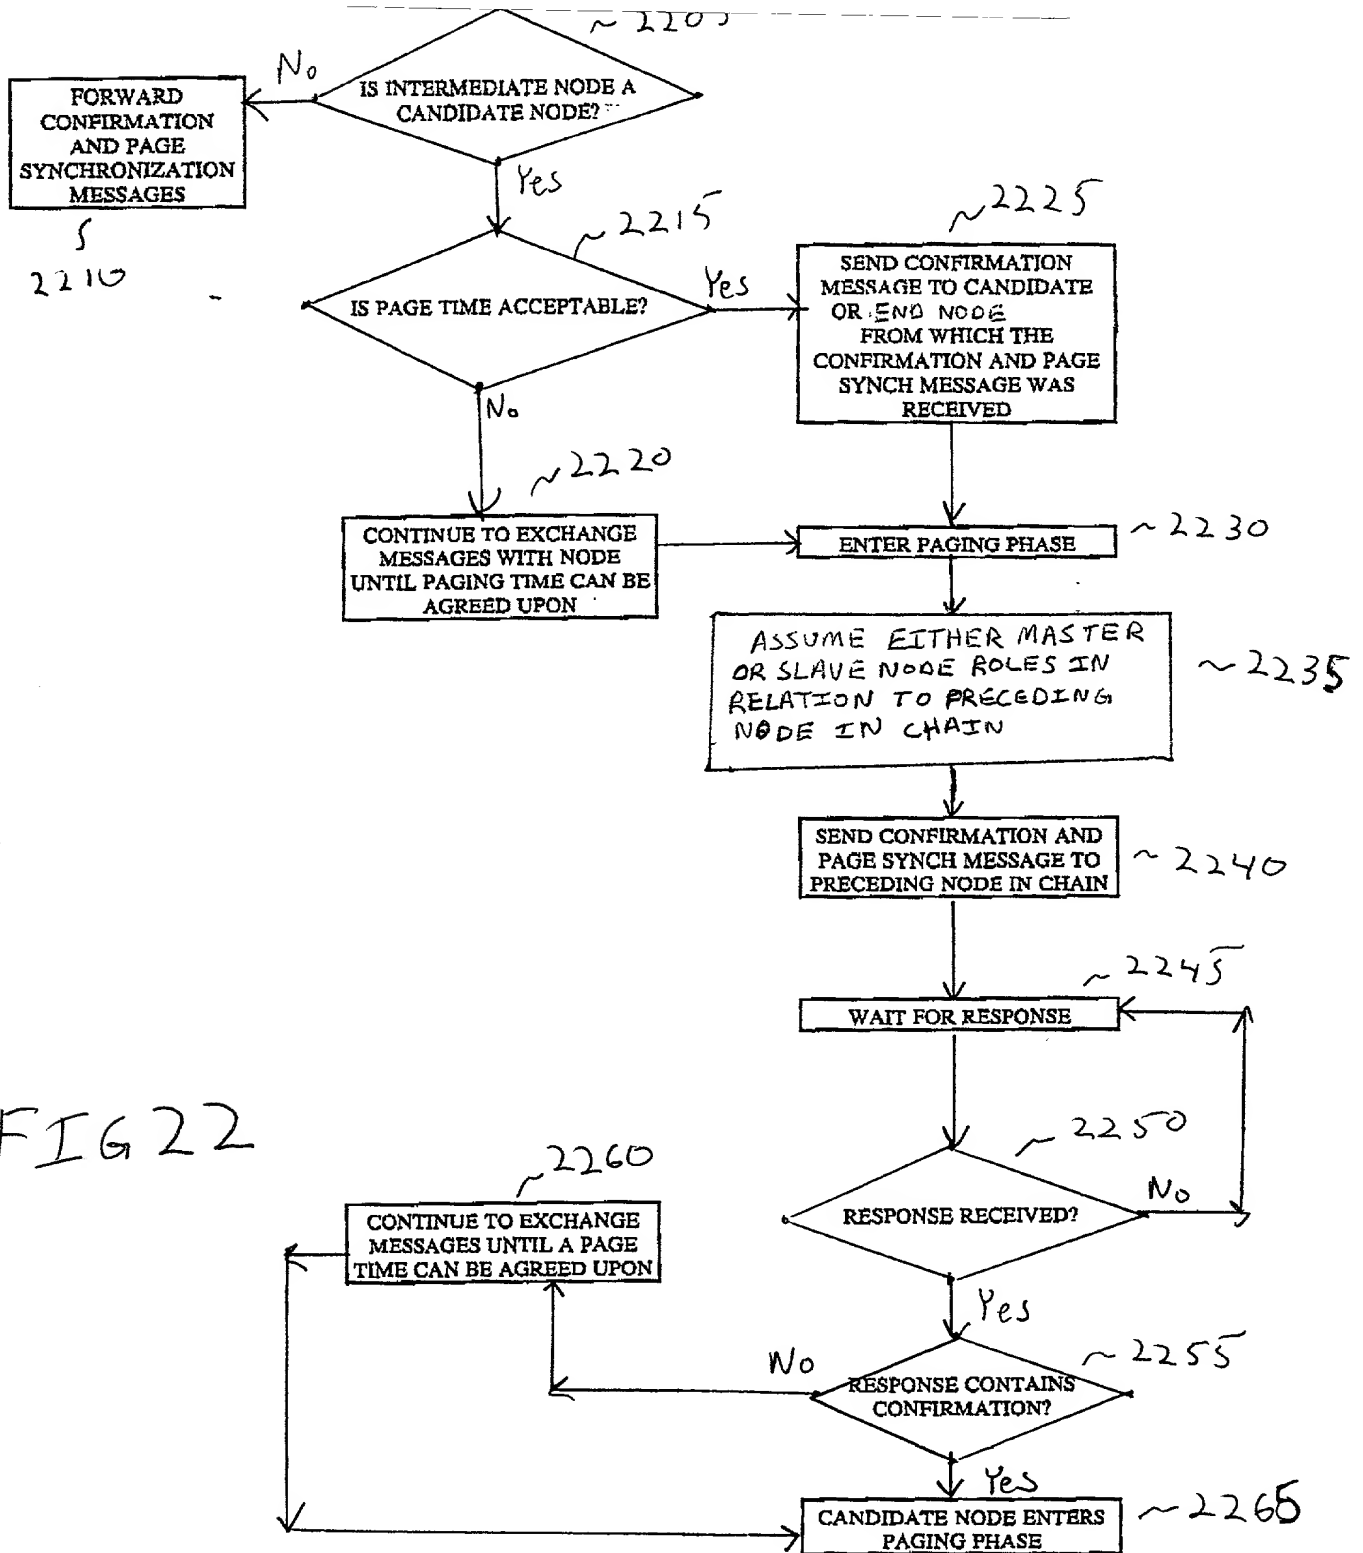 ~ 2205
No
IS INTERMEDIATE NODE A
CANDIDATE NODE?
FORWARD
CONFIRMATION
AND PAGE
SYNCHRONIZATION
MESSAGES
2210
Yes
~ 2215
~ 2225
IS PAGE TIME ACCEPTABLE?
Yes
SEND CONFIRMATION
MESSAGE TO CANDIDATE
OR END NODE
FROM WHICH THE
CONFIRMATION AND PAGE
SYNCH MESSAGE WAS
RECEIVED
No
~ 2220
CONTINUE TO EXCHANGE
MESSAGES WITH NODE
UNTIL PAGING TIME CAN BE
AGREED UPON
ENTER PAGING PHASE
~ 2230
ASSUME EITHER MASTER
OR SLAVE NODE ROLES IN
RELATION TO PRECEDING
NODE IN CHAIN
~ 2235
SEND CONFIRMATION AND
PAGE SYNCH MESSAGE TO
PRECEDING NODE IN CHAIN
~ 2240
~ 2245
WAIT FOR RESPONSE
FIG 22
~ 2250
RESPONSE RECEIVED?
No
~ 2260
CONTINUE TO EXCHANGE
MESSAGES UNTIL A PAGE
TIME CAN BE AGREED UPON
Yes
No
~ 2255
RESPONSE CONTAINS
CONFIRMATION?
Yes
CANDIDATE NODE ENTERS
PAGING PHASE
~ 2265